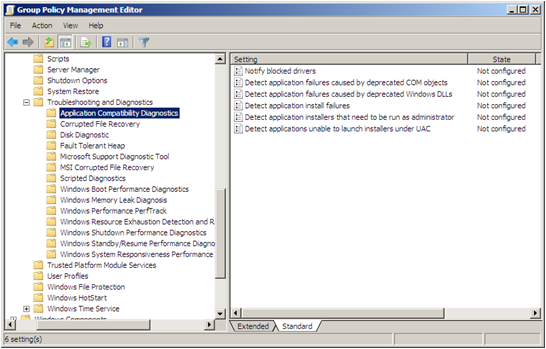 Group Policy Management Editor
File Action View Help
Scripts
Server Manager
Shutdown Options
System Restore
Troubleshooting and Diagnostics
Application Compatibility Diagnostics
Corrupted File Recovery
Disk Diagnostic
Fault Tolerant Heap
Microsoft Support Diagnostic Tool
MSI Corrupted File Recovery
Scripted Diagnostics
Windows Boot Performance Diagnostics
Windows Memory Leak Diagnosis
Windows Performance PerfTrack
Windows Resource Exhaustion Detection and R
Windows Shutdown Performance Diagnostics
Windows Standby/Resume Performance Diagno
Windows System Responsiveness Performance
Trusted Platform Module Services
User Profiles
Windows File Protection
Windows HotStart
Windows Time Service
Windows Components
Setting State
Notify blocked drivers Not configured
Detect application failures caused by deprecated COM objects Not configured
Detect application failures caused by deprecated Windows DLLs Not configured
Detect application install failures Not configured
Detect application installers that need to be run as administrator Not configured
Detect applications unable to launch installers under UAC Not configured
Extended Standard
6 setting(s)